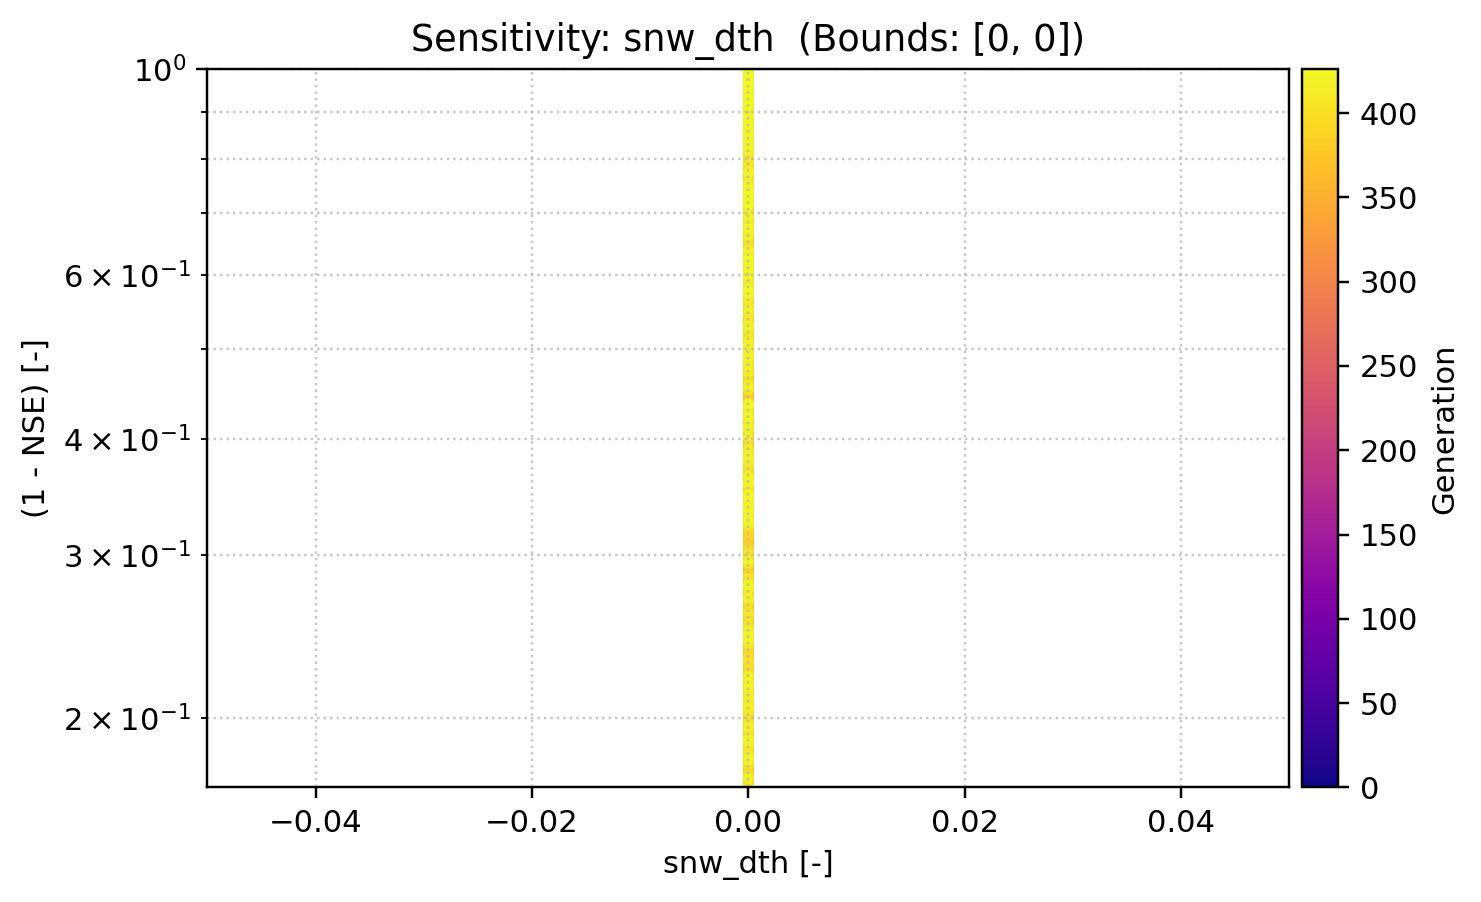 Sensitivity: snw_dth  (Bounds: [0, 0])
10⁰
6 × 10⁻¹
4 × 10⁻¹
3 × 10⁻¹
2 × 10⁻¹
(1 - NSE) [-]
−0.04
−0.02
0.00
0.02
0.04
snw_dth [-]
400
350
300
250
200
150
100
50
0
Generation